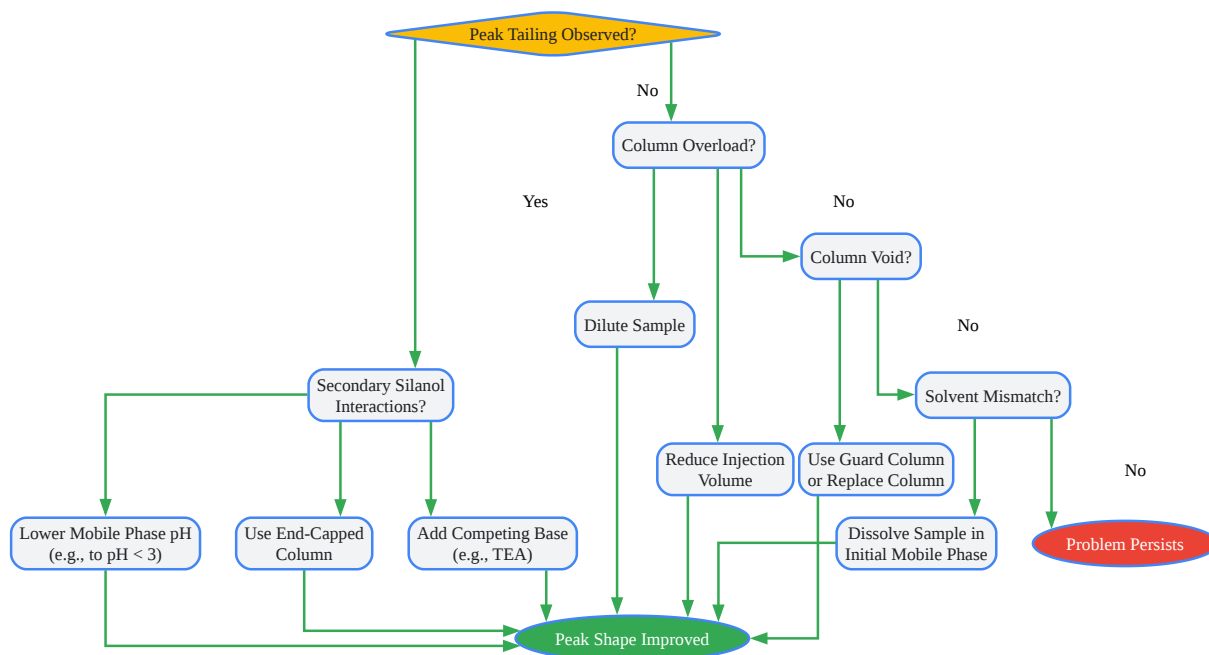 Peak Tailing Observed?
No
Column Overload?
Yes
No
Column Void?
Dilute Sample
No
Secondary Silanol
Interactions?
Solvent Mismatch?
Reduce Injection
Volume
Use Guard Column
or Replace Column
No
Lower Mobile Phase pH
(e.g., to pH < 3)
Use End-Capped
Column
Add Competing Base
(e.g., TEA)
Dissolve Sample in
Initial Mobile Phase
Problem Persists
Peak Shape Improved